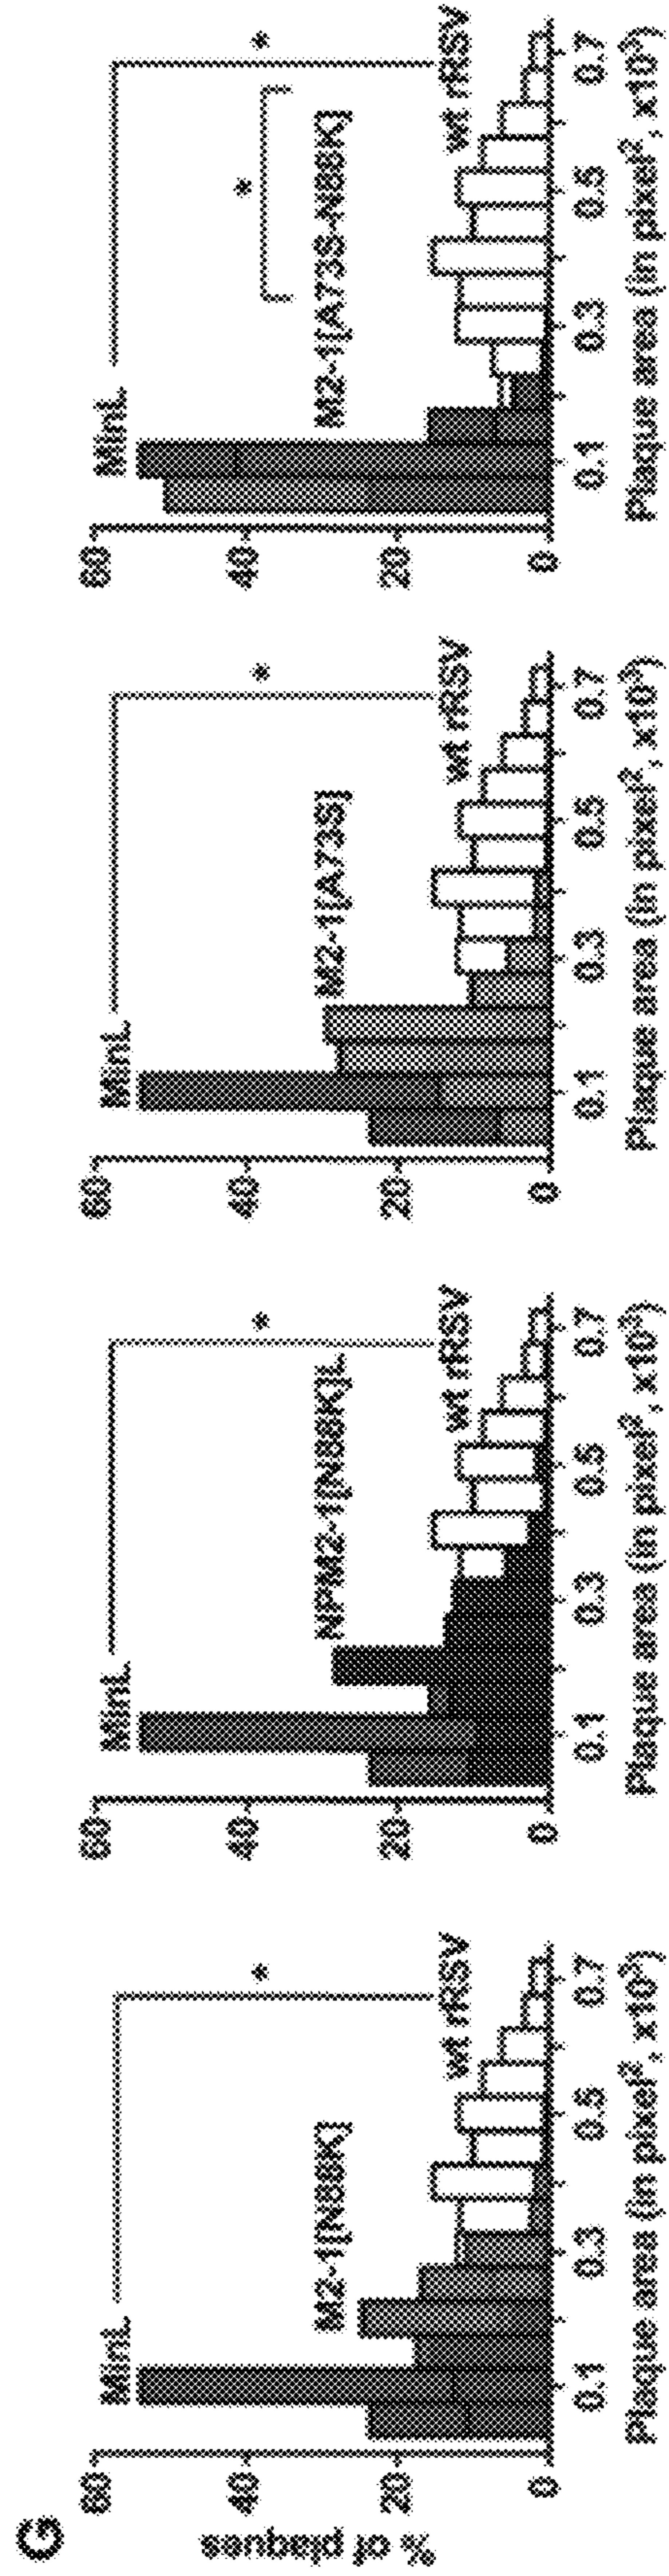 G
% of plaques
60
40
20
0
MinL
*
M2-1[N88K]
wt rRSV
0.1 0.3 0.5 0.7
Plaque area (in pixel², x10³)
60
40
20
0
MinL
*
NPM2-1[N88K]L
wt rRSV
0.1 0.3 0.5 0.7
Plaque area (in pixel², x10³)
60
40
20
0
MinL
*
M2-1[A73S]
wt rRSV
0.1 0.3 0.5 0.7
Plaque area (in pixel², x10³)
60
40
20
0
MinL
*
*
M2-1[A73S-N88K]
wt rRSV
0.1 0.3 0.5 0.7
Plaque area (in pixel², x10³)